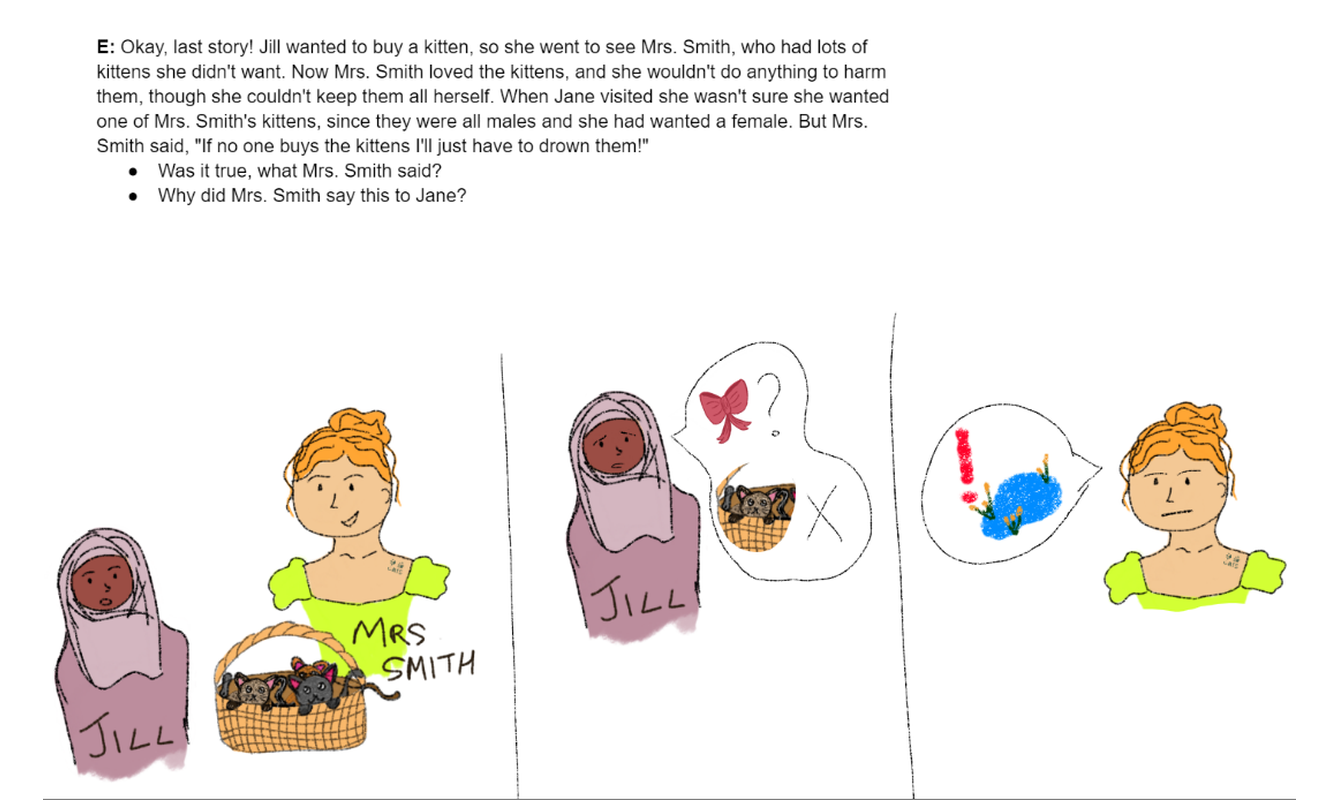 E: Okay, last story! Jill wanted to buy a kitten, so she went to see Mrs. Smith, who had lots of
kittens she didn't want. Now Mrs. Smith loved the kittens, and she wouldn't do anything to harm
them, though she couldn't keep them all herself. When Jane visited she wasn't sure she wanted
one of Mrs. Smith's kittens, since they were all males and she had wanted a female. But Mrs.
Smith said, "If no one buys the kittens I'll just have to drown them!"
● Was it true, what Mrs. Smith said?
● Why did Mrs. Smith say this to Jane?
MRS
SMITH
JILL
?
X
JILL
!